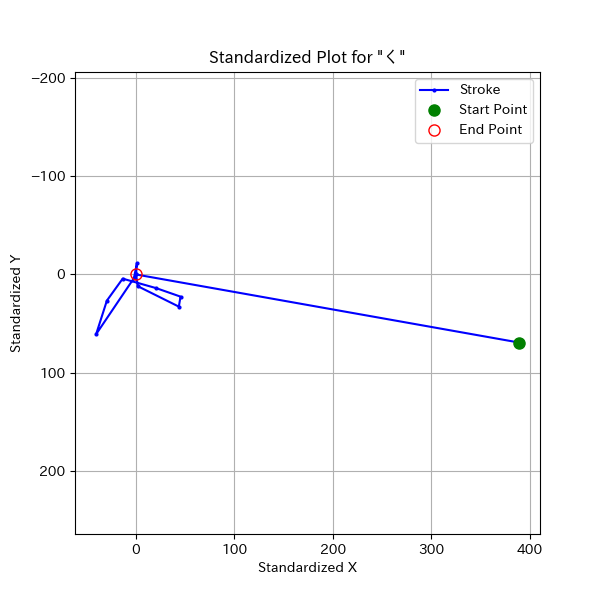 Standardized Plot for "く"
Stroke
Start Point
End Point
−200
−100
0
100
200
Standardized Y
0
100
200
300
400
Standardized X